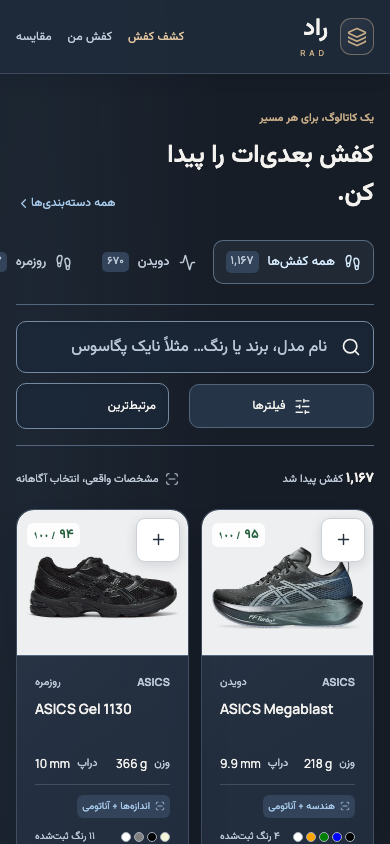 راد
RAD
کشف کفش
کفش من
مقایسه
یک کاتالوگ، برای هر مسیر
کفش بعدی‌ات را پیدا
کن.
همه دسته‌بندی‌ها
همه کفش‌ها ۱,۱۶۷
دویدن ۶۷۰
روزمره
نام مدل، برند یا رنگ... مثلاً نایک پگاسوس
فیلترها
مرتبط‌ترین
۱,۱۶۷ کفش پیدا شد
مشخصات واقعی، انتخاب آگاهانه
۹۵ / ۱۰۰
FF Turbo
ASICS دویدن
ASICS Megablast
وزن 218 g دراپ 9.9 mm
هندسه + آناتومی
۴ رنگ ثبت‌شده
۹۴ / ۱۰۰
ASICS روزمره
ASICS Gel 1130
وزن 366 g دراپ 10 mm
اندازه‌ها + آناتومی
۱۱ رنگ ثبت‌شده